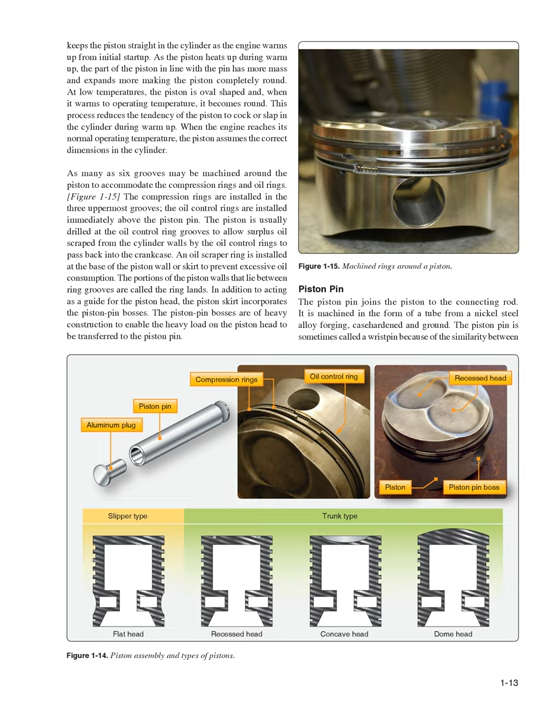 keeps the piston straight in the cylinder as the engine warms
up from initial startup. As the piston heats up during warm
up, the part of the piston in line with the pin has more mass
and expands more making the piston completely round.
At low temperatures, the piston is oval shaped and, when
it warms to operating temperature, it becomes round. This
process reduces the tendency of the piston to cock or slap in
the cylinder during warm up. When the engine reaches its
normal operating temperature, the piston assumes the correct
dimensions in the cylinder.
As many as six grooves may be machined around the
piston to accommodate the compression rings and oil rings.
[Figure 1-15] The compression rings are installed in the
three uppermost grooves; the oil control rings are installed
immediately above the piston pin. The piston is usually
drilled at the oil control ring grooves to allow surplus oil
scraped from the cylinder walls by the oil control rings to
pass back into the crankcase. An oil scraper ring is installed
at the base of the piston wall or skirt to prevent excessive oil
consumption. The portions of the piston walls that lie between
ring grooves are called the ring lands. In addition to acting
as a guide for the piston head, the piston skirt incorporates
the piston-pin bosses. The piston-pin bosses are of heavy
construction to enable the heavy load on the piston head to
be transferred to the piston pin.
Figure 1-15. Machined rings around a piston.
Piston Pin
The piston pin joins the piston to the connecting rod.
It is machined in the form of a tube from a nickel steel
alloy forging, casehardened and ground. The piston pin is
sometimes called a wristpin because of the similarity between
Compression rings
Oil control ring
Recessed head
Piston pin
Aluminum plug
Piston
Piston pin boss
Slipper type
Trunk type
Flat head
Recessed head
Concave head
Dome head
Figure 1-14. Piston assembly and types of pistons.
1-13